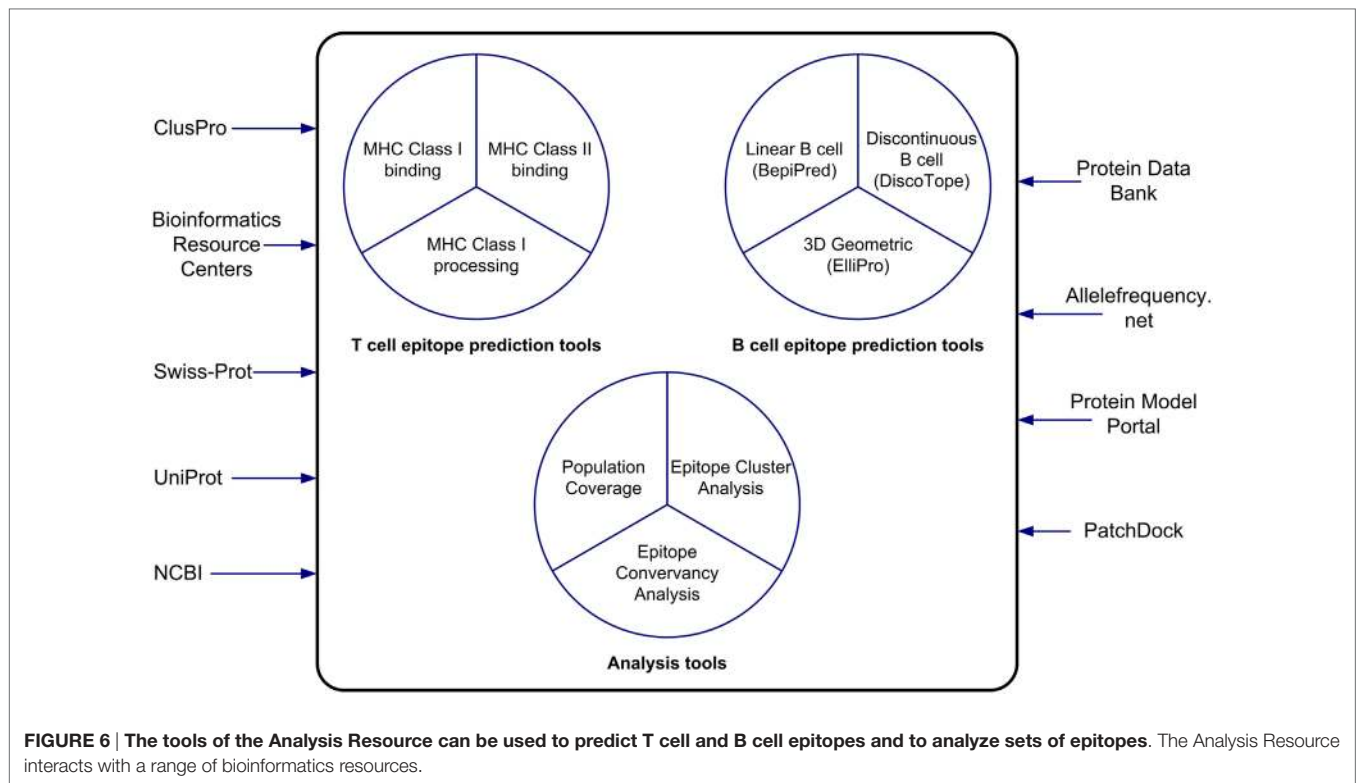 ClusPro
Bioinformatics
Resource
Centers
Swiss-Prot
UniProt
NCBI
MHC Class I
binding
MHC Class II
binding
MHC Class I
processing
T cell epitope prediction tools
Linear B cell
(BepiPred)
Discontinuous
B cell
(DiscoTope)
3D Geometric
(ElliPro)
B cell epitope prediction tools
Population
Coverage
Epitope Cluster
Analysis
Epitope
Convervancy
Analysis
Analysis tools
Protein Data
Bank
Allelefrequency.
net
Protein Model
Portal
PatchDock
FIGURE 6 | The tools of the Analysis Resource can be used to predict T cell and B cell epitopes and to analyze sets of epitopes. The Analysis Resource
interacts with a range of bioinformatics resources.